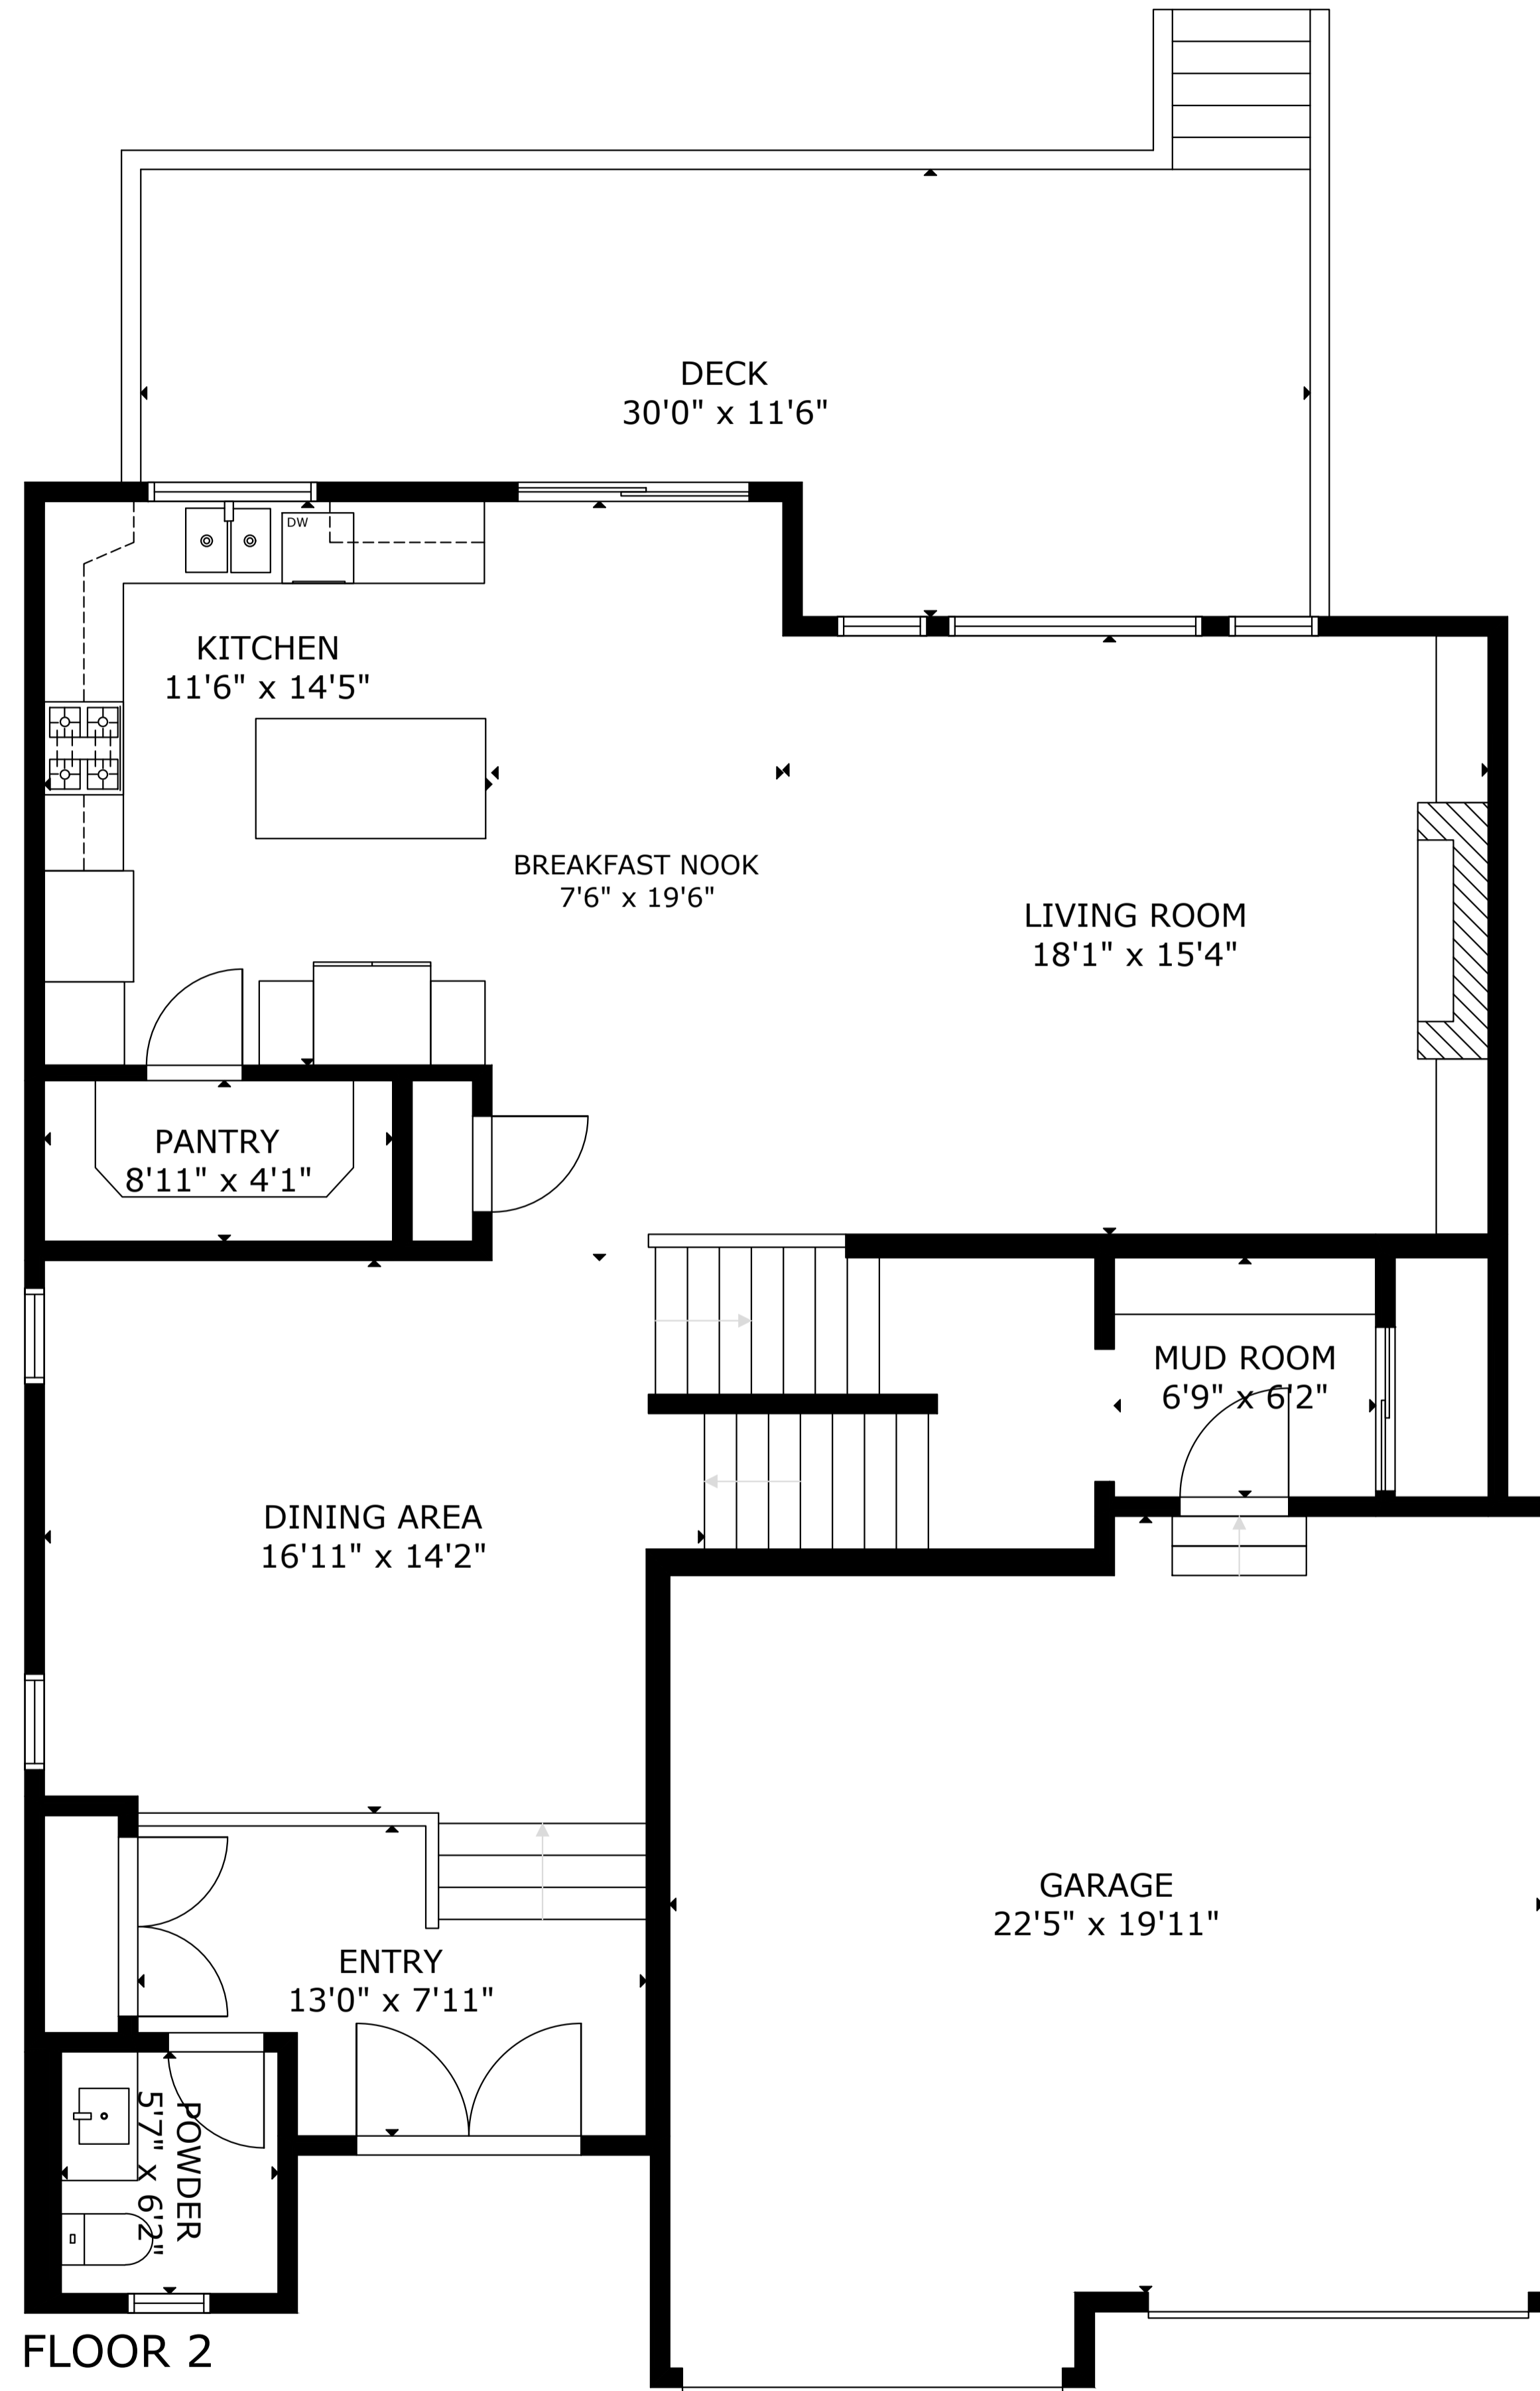 DECK
30'0" x 11'6"
DW
KITCHEN
11'6" x 14'5"
BREAKFAST NOOK
7'6" x 19'6"
LIVING ROOM
18'1" x 15'4"
PANTRY
8'11" x 4'1"
MUD ROOM
6'9" x 6'2"
DINING AREA
16'11" x 14'2"
GARAGE
22'5" x 19'11"
ENTRY
13'0" x 7'11"
POWDER
5'7" x 6'2"
FLOOR 2